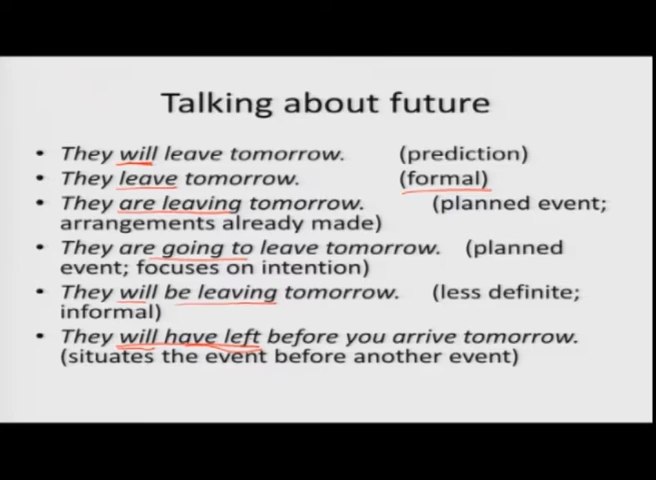 Talking about future
• They will leave tomorrow. (prediction)
• They leave tomorrow. (formal)
• They are leaving tomorrow. (planned event;
arrangements already made)
• They are going to leave tomorrow. (planned
event; focuses on intention)
• They will be leaving tomorrow. (less definite;
informal)
• They will have left before you arrive tomorrow.
(situates the event before another event)